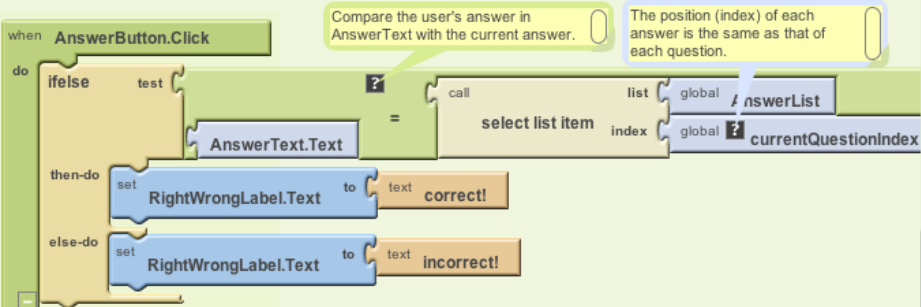 Compare the user's answer in
AnswerText with the current answer.
The position (index) of each
answer is the same as that of
each question.
when AnswerButton.Click
do
ifelse test
?
call
list global AnswerList
=
select list item
index global ? currentQuestionIndex
AnswerText.Text
then-do
set
RightWrongLabel.Text to text correct!
else-do
set
RightWrongLabel.Text to text incorrect!